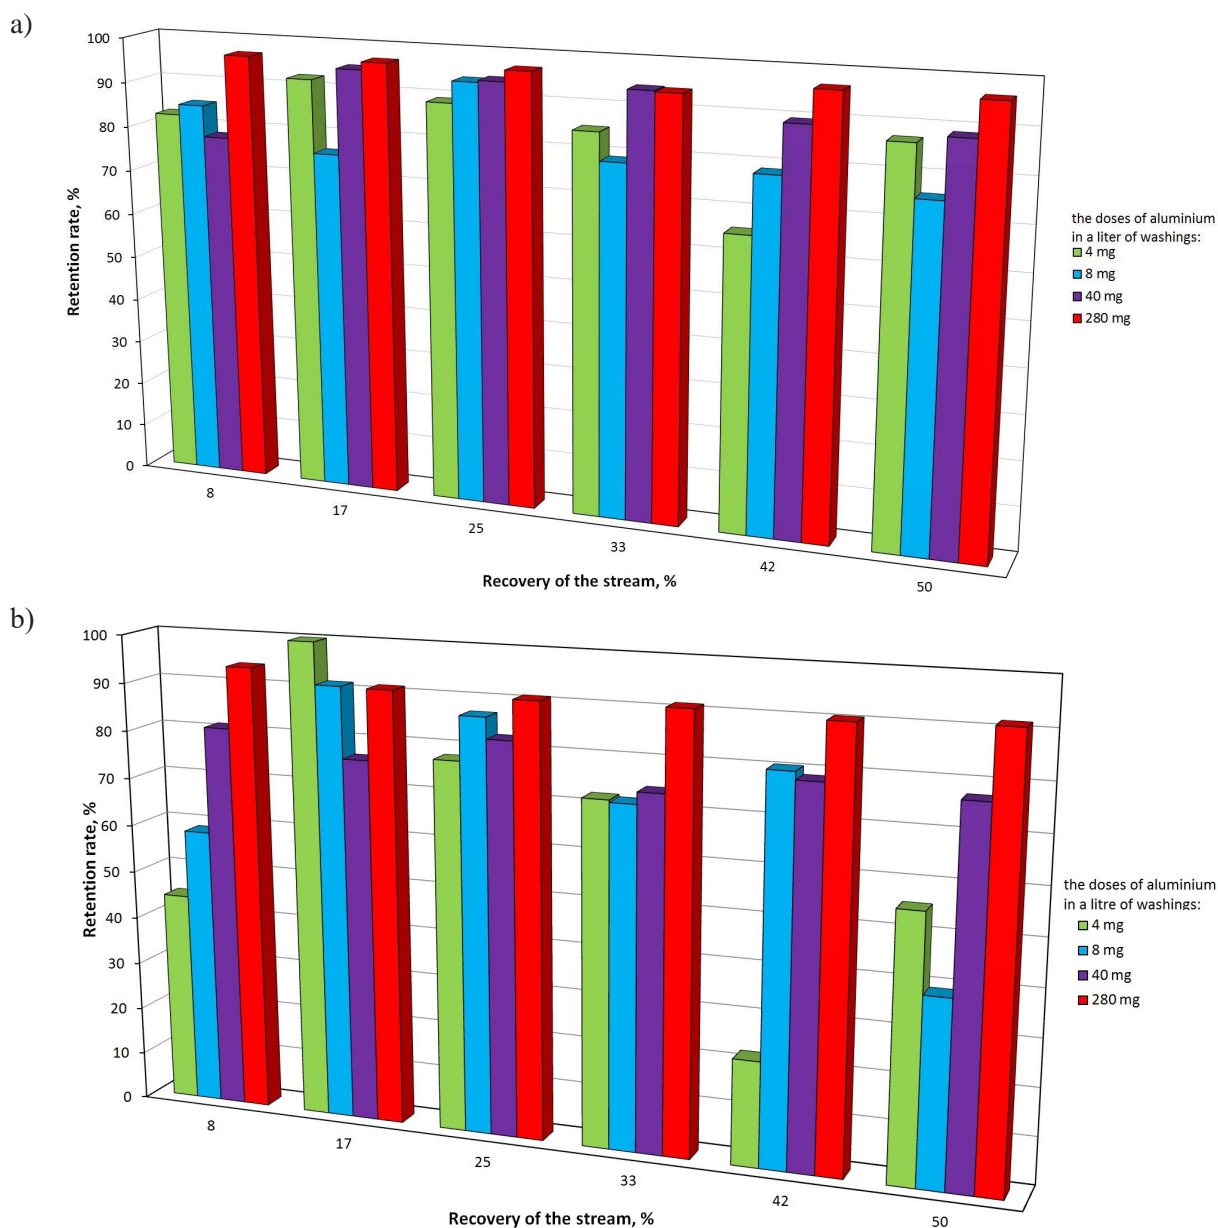 a)
100
90
80
70
60
50
40
30
20
10
0
Retention rate, %
8
17
25
33
42
50
Recovery of the stream, %
the doses of aluminium
in a liter of washings:
4 mg
8 mg
40 mg
280 mg
b)
100
90
80
70
60
50
40
30
20
10
0
Retention rate, %
8
17
25
33
42
50
Recovery of the stream, %
the doses of aluminium
in a litre of washings:
4 mg
8 mg
40 mg
280 mg